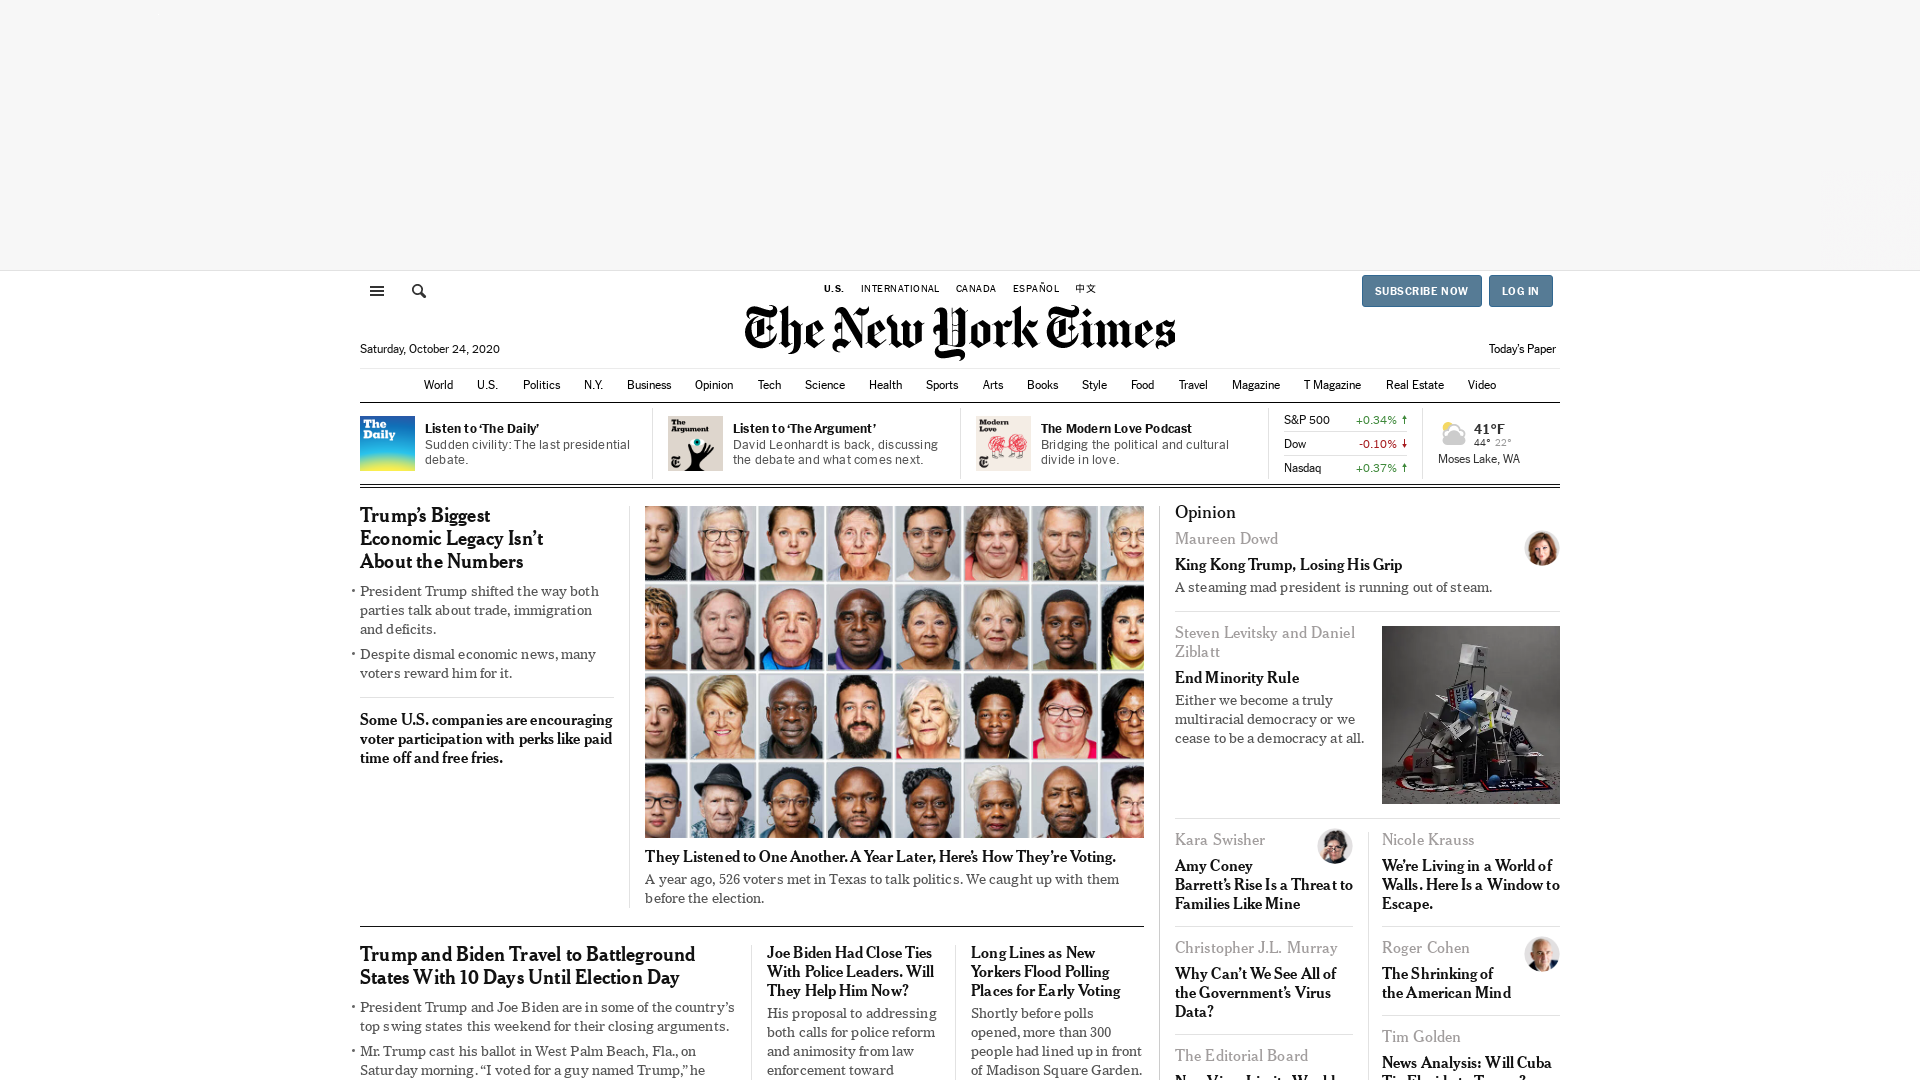 U.S. INTERNATIONAL CANADA ESPAÑOL 中文
SUBSCRIBE NOW LOG IN
The New York Times
Saturday, October 24, 2020
Today's Paper
World U.S. Politics N.Y. Business Opinion Tech Science Health Sports Arts Books Style Food Travel Magazine T Magazine Real Estate Video
The
Daily
Listen to ‘The Daily’
Sudden civility: The last presidential
debate.
The
Argument
Listen to ‘The Argument’
David Leonhardt is back, discussing
the debate and what comes next.
Modern
Love
The Modern Love Podcast
Bridging the political and cultural
divide in love.
S&P 500 +0.34%
Dow -0.10%
Nasdaq +0.37%
41°F
44° 22°
Moses Lake, WA
Trump’s Biggest
Economic Legacy Isn’t
About the Numbers
• President Trump shifted the way both
parties talk about trade, immigration
and deficits.
• Despite dismal economic news, many
voters reward him for it.
Some U.S. companies are encouraging
voter participation with perks like paid
time off and free fries.
They Listened to One Another. A Year Later, Here’s How They’re Voting.
A year ago, 526 voters met in Texas to talk politics. We caught up with them
before the election.
Trump and Biden Travel to Battleground
States With 10 Days Until Election Day
• President Trump and Joe Biden are in some of the country’s
top swing states this weekend for their closing arguments.
• Mr. Trump cast his ballot in West Palm Beach, Fla., on
Saturday morning. “I voted for a guy named Trump,” he
Joe Biden Had Close Ties
With Police Leaders. Will
They Help Him Now?
His proposal to addressing
both calls for police reform
and animosity from law
enforcement toward
Long Lines as New
Yorkers Flood Polling
Places for Early Voting
Shortly before polls
opened, more than 300
people had lined up in front
of Madison Square Garden.
Opinion
Maureen Dowd
King Kong Trump, Losing His Grip
A steaming mad president is running out of steam.
Steven Levitsky and Daniel
Ziblatt
End Minority Rule
Either we become a truly
multiracial democracy or we
cease to be a democracy at all.
Kara Swisher
Amy Coney
Barrett’s Rise Is a Threat to
Families Like Mine
Christopher J.L. Murray
Why Can’t We See All of
the Government’s Virus
Data?
The Editorial Board
Nicole Krauss
We’re Living in a World of
Walls. Here Is a Window to
Escape.
Roger Cohen
The Shrinking of
the American Mind
Tim Golden
News Analysis: Will Cuba